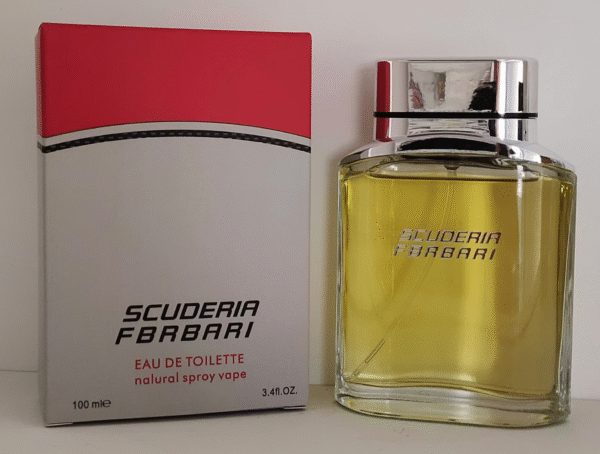 SCUDERIA
FBRBARI
EAU DE TOILETTE
nalural sproy vape
100 ml℮
3.4fl.OZ.
SCUDERIA
FBRBARI